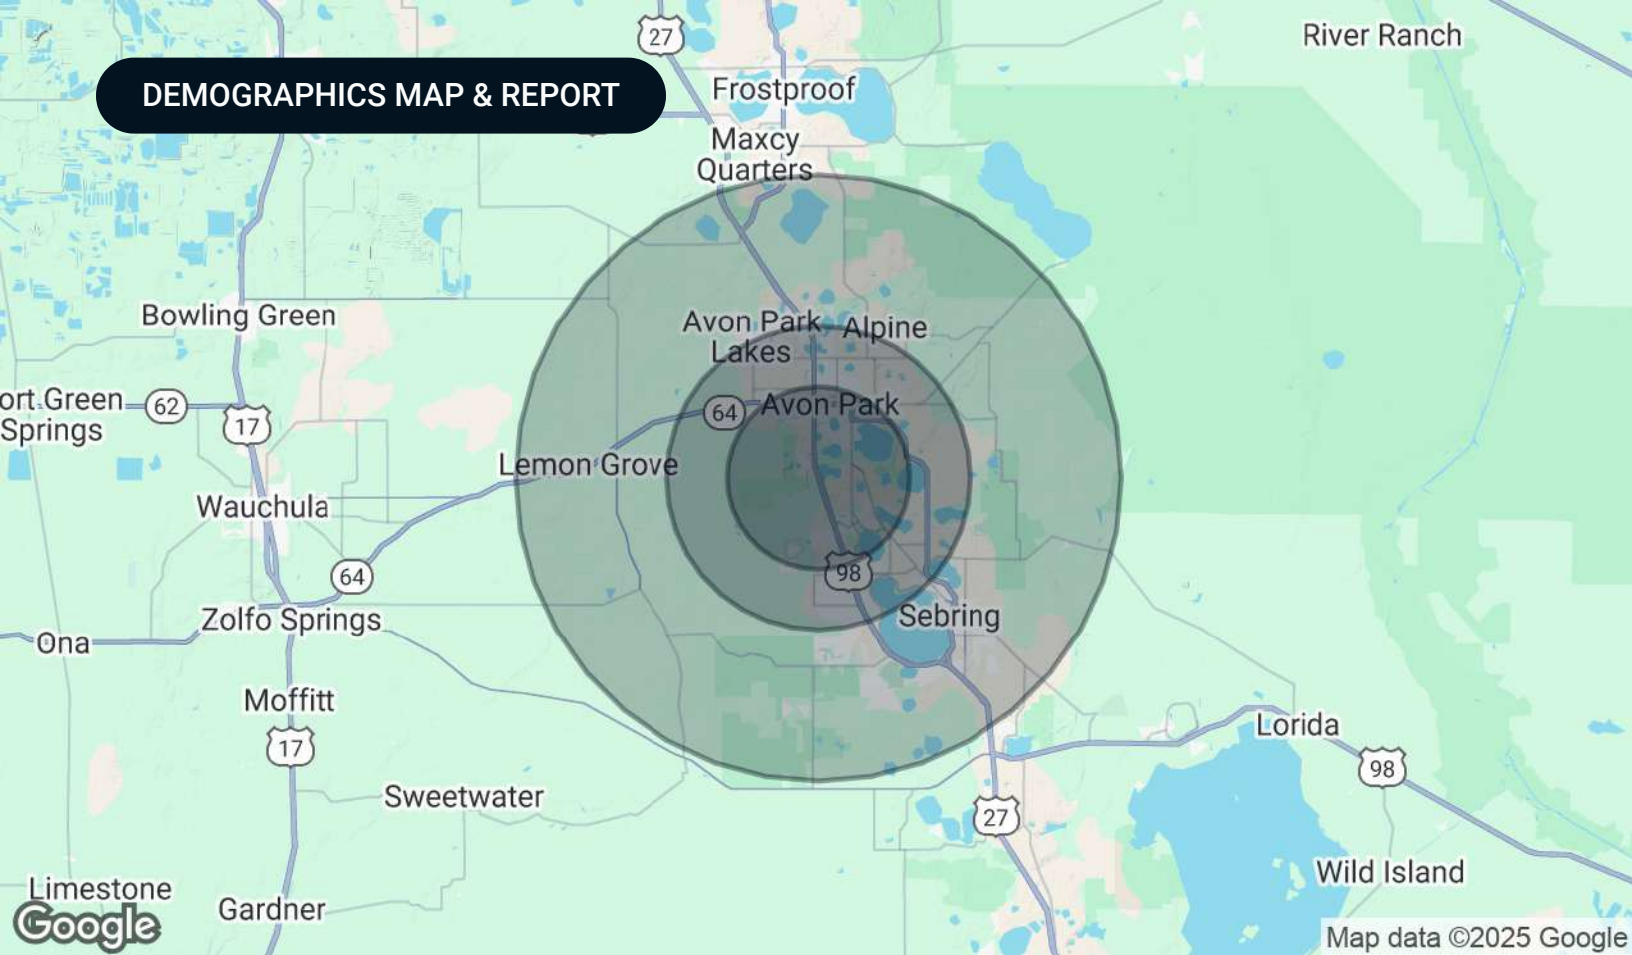 27
River Ranch
DEMOGRAPHICS MAP & REPORT
Frostproof
Maxcy
Quarters
Bowling Green
Avon Park
Lakes
Alpine
ort Green
Springs
62
17
64
Avon Park
Lemon Grove
Wauchula
64
98
Zolfo Springs
Sebring
Ona
Moffitt
17
Lorida
98
Sweetwater
27
Wild Island
Limestone
Gardner
Google
Map data ©2025 Google